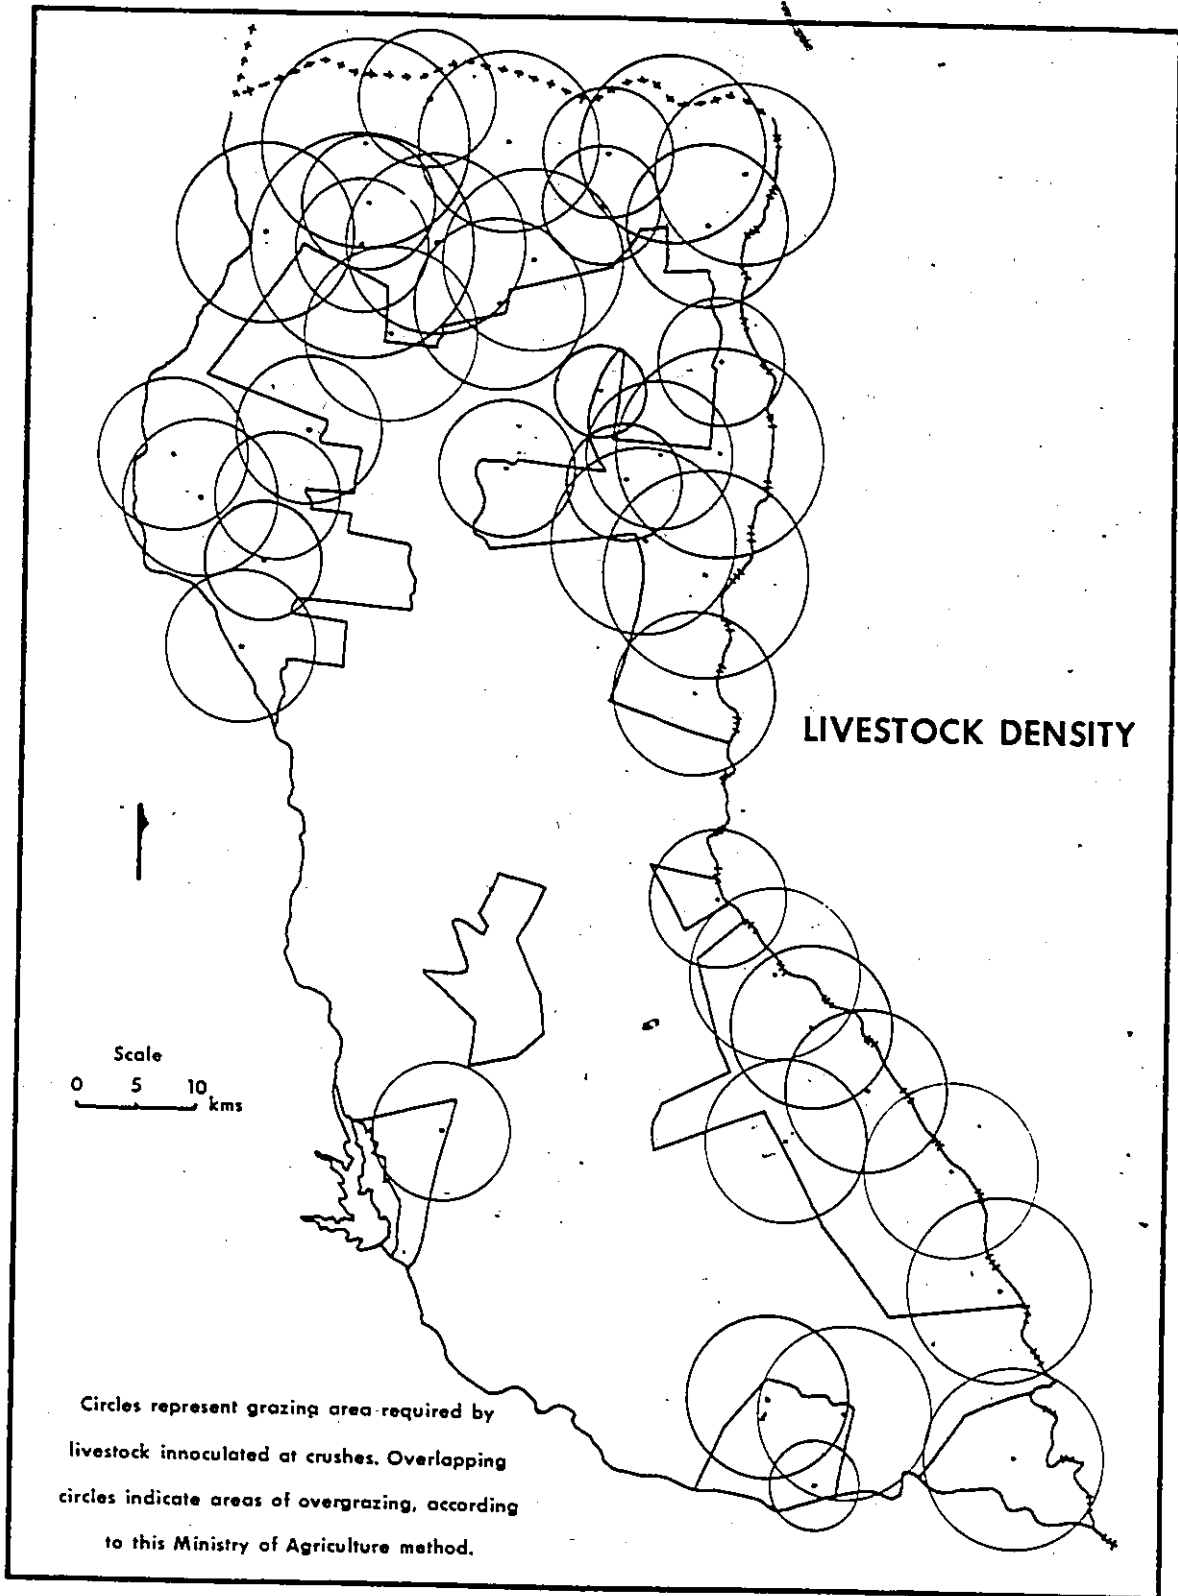 LIVESTOCK DENSITY
Scale
0 5 10
kms
Circles represent grazing area required by
livestock innoculated at crushes. Overlapping
circles indicate areas of overgrazing, according
to this Ministry of Agriculture method.